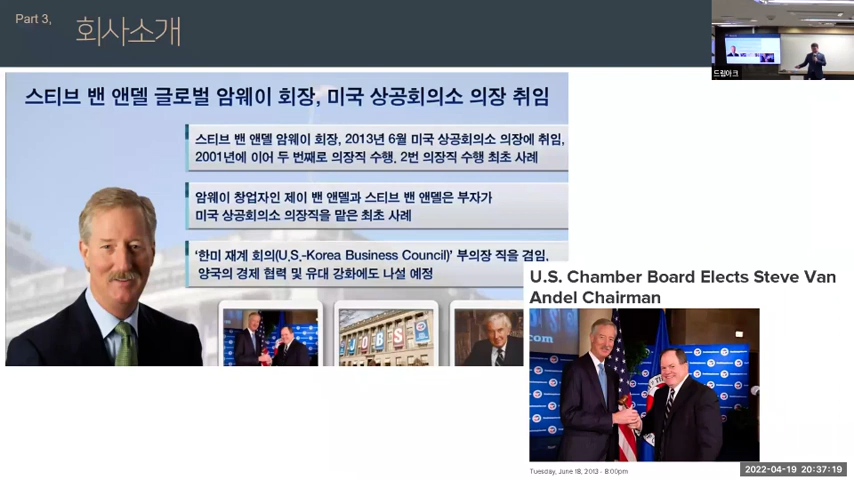 Part 3,
회사소개
드림아크
스티브 밴 앤델 글로벌 암웨이 회장, 미국 상공회의소 의장 취임
스티브 밴 앤델 암웨이 회장, 2013년 6월 미국 상공회의소 의장에 취임,
2001년에 이어 두 번째로 의장직 수행, 2번 의장직 수행 최초 사례
암웨이 창업자인 제이 밴 앤델과 스티브 밴 앤델은 부자가
미국 상공회의소 의장직을 맡은 최초 사례
‘한미 재계 회의(U.S.-Korea Business Council)’ 부의장 직을 겸임,
양국의 경제 협력 및 유대 강화에도 나설 예정
JOBS
U.S. Chamber Board Elects Steve Van
Andel Chairman
com
Tuesday, June 18, 2013 - 8:00pm
2022-04-19 20:37:19